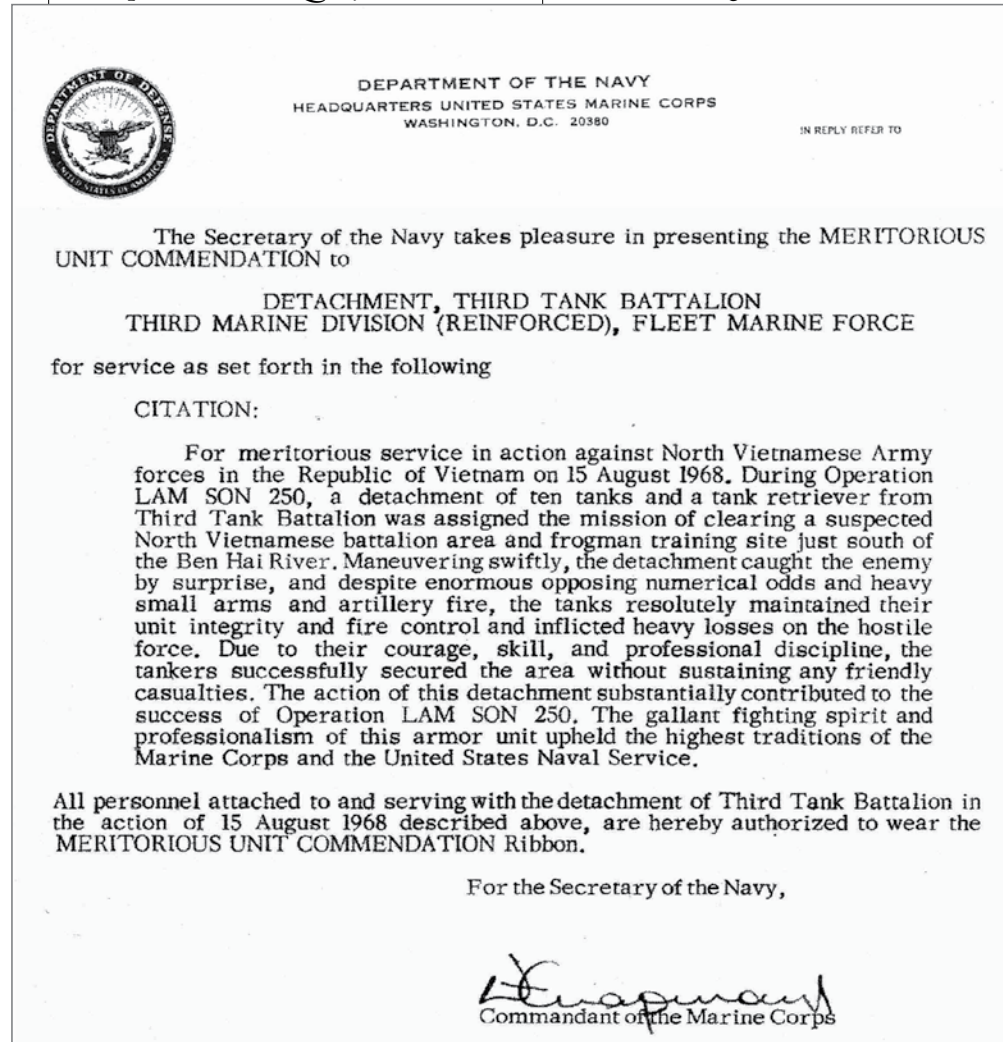 DEPARTMENT OF DEFENSE
UNITED STATES OF AMERICA
DEPARTMENT OF THE NAVY
HEADQUARTERS UNITED STATES MARINE CORPS
WASHINGTON, D.C. 20380
IN REPLY REFER TO
The Secretary of the Navy takes pleasure in presenting the MERITORIOUS
UNIT COMMENDATION to
DETACHMENT, THIRD TANK BATTALION
THIRD MARINE DIVISION (REINFORCED), FLEET MARINE FORCE
for service as set forth in the following
CITATION:
For meritorious service in action against North Vietnamese Army
forces in the Republic of Vietnam on 15 August 1968. During Operation
LAM SON 250, a detachment of ten tanks and a tank retriever from
Third Tank Battalion was assigned the mission of clearing a suspected
North Vietnamese battalion area and frogman training site just south of
the Ben Hai River. Maneuvering swiftly, the detachment caught the enemy
by surprise, and despite enormous opposing numerical odds and heavy
small arms and artillery fire, the tanks resolutely maintained their
unit integrity and fire control and inflicted heavy losses on the hostile
force. Due to their courage, skill, and professional discipline, the
tankers successfully secured the area without sustaining any friendly
casualties. The action of this detachment substantially contributed to the
success of Operation LAM SON 250. The gallant fighting spirit and
professionalism of this armor unit upheld the highest traditions of the
Marine Corps and the United States Naval Service.
All personnel attached to and serving with the detachment of Third Tank Battalion in
the action of 15 August 1968 described above, are hereby authorized to wear the
MERITORIOUS UNIT COMMENDATION Ribbon.
For the Secretary of the Navy,
Commandant of the Marine Corps